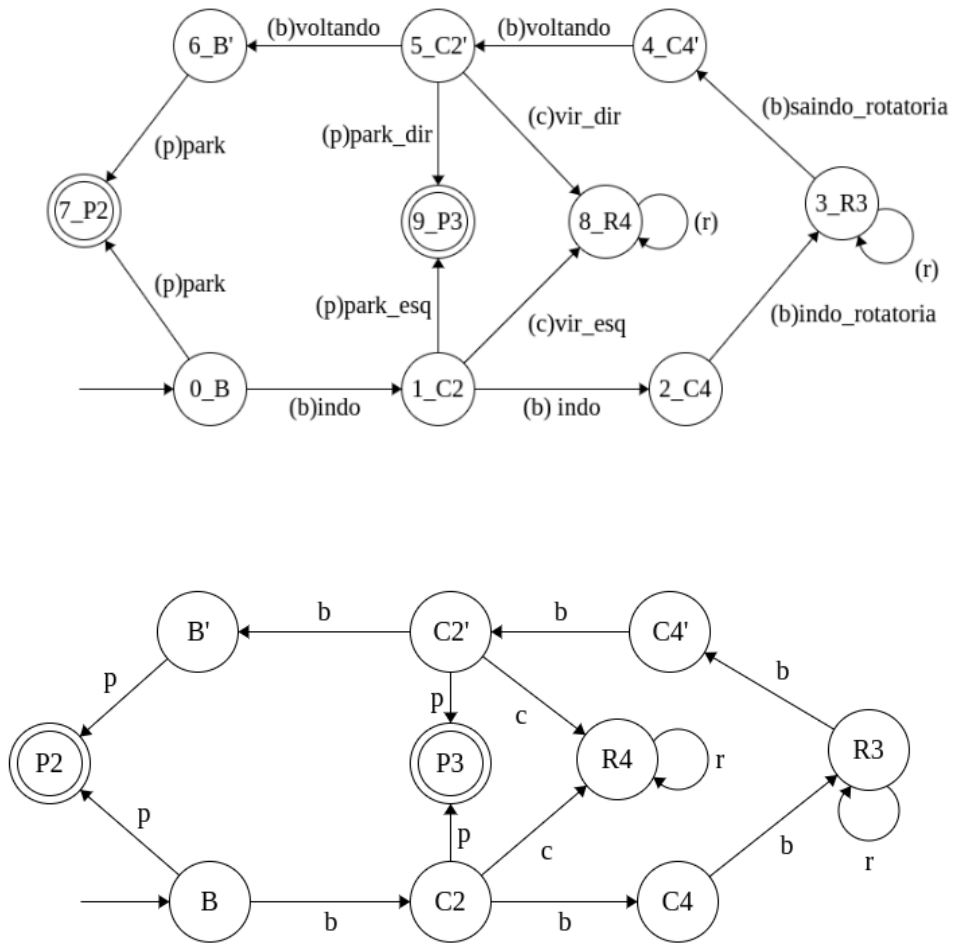 6_B'
(b)voltando
5_C2'
(b)voltando
4_C4'
(p)park
(p)park_dir
(c)vir_dir
(b)saindo_rotatoria
7_P2
9_P3
8_R4
(r)
3_R3
(r)
(p)park
(p)park_esq
(c)vir_esq
(b)indo_rotatoria
0_B
(b)indo
1_C2
(b) indo
2_C4
B'
b
C2'
b
C4'
p
p
c
b
P2
P3
R4
r
R3
r
p
p
c
b
B
b
C2
b
C4